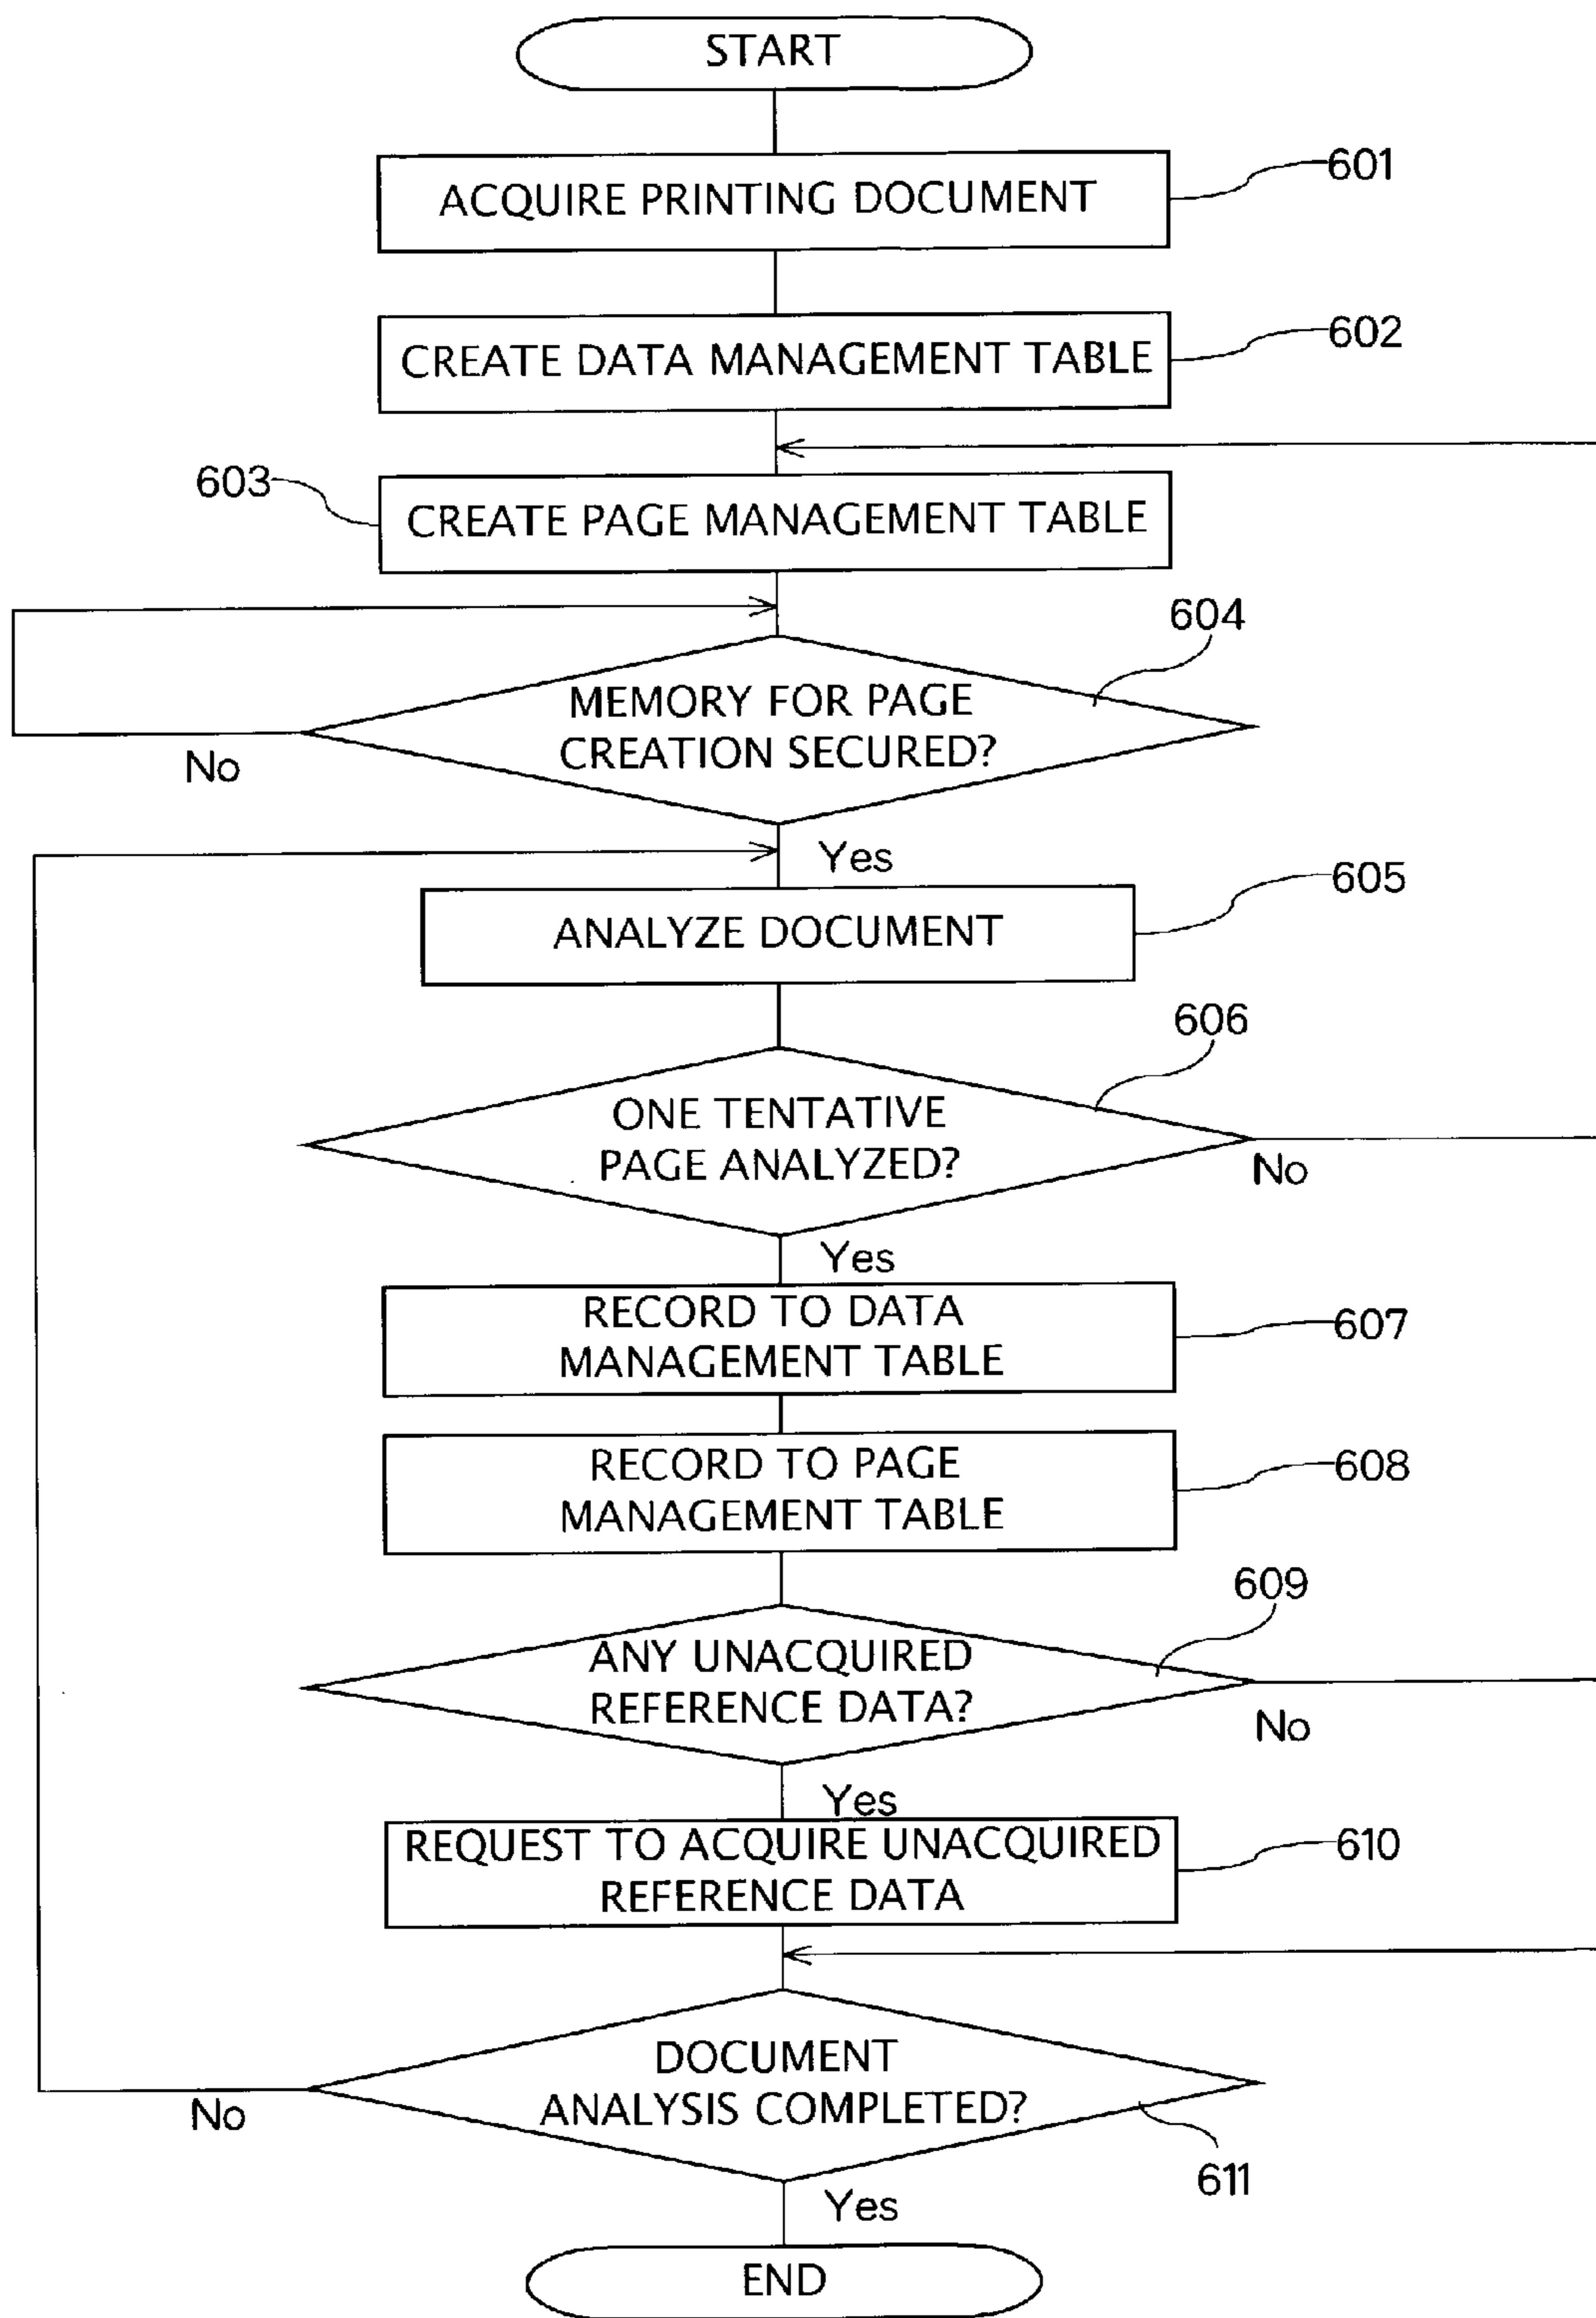 START
ACQUIRE PRINTING DOCUMENT
601
CREATE DATA MANAGEMENT TABLE
602
603
CREATE PAGE MANAGEMENT TABLE
604
MEMORY FOR PAGE
CREATION SECURED?
No
Yes
ANALYZE DOCUMENT
605
606
ONE TENTATIVE
PAGE ANALYZED?
No
Yes
RECORD TO DATA
MANAGEMENT TABLE
607
RECORD TO PAGE
MANAGEMENT TABLE
608
609
ANY UNACQUIRED
REFERENCE DATA?
No
Yes
REQUEST TO ACQUIRE UNACQUIRED
REFERENCE DATA
610
DOCUMENT
ANALYSIS COMPLETED?
No
611
Yes
END